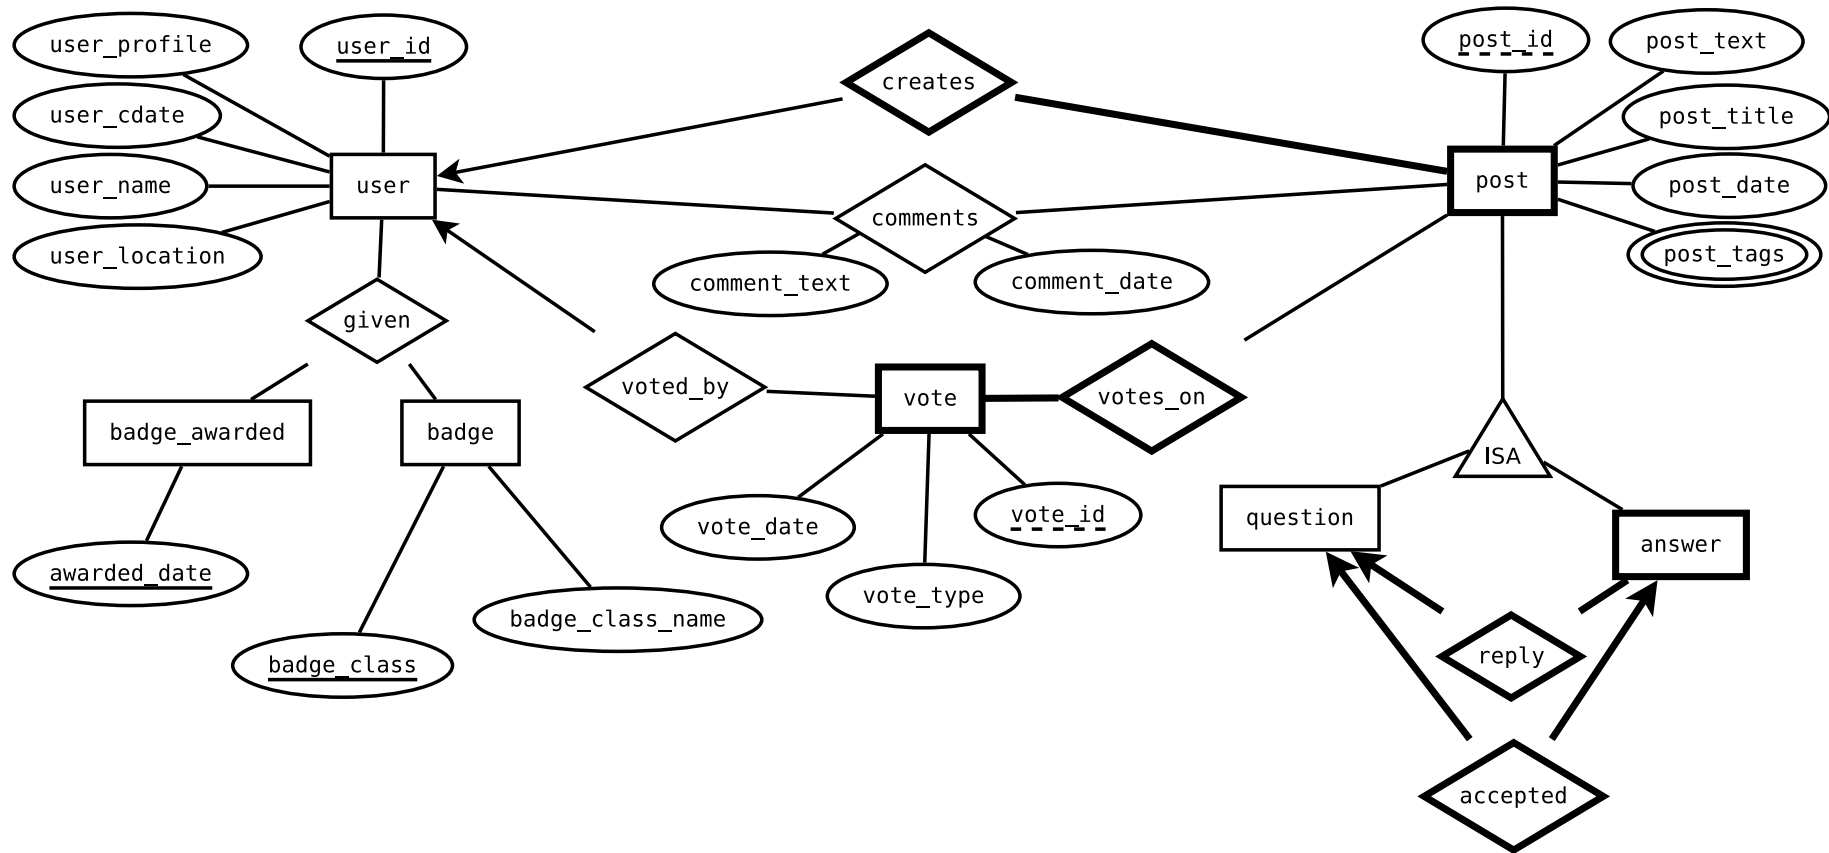 user_profile
user_id
post_id
post_text
creates
user_cdate
post_title
user_name
user
post
post_date
comments
user_location
post_tags
comment_text
comment_date
given
voted_by
vote
votes_on
badge_awarded
badge
ISA
question
vote_date
vote_id
answer
awarded_date
vote_type
badge_class_name
reply
badge_class
accepted